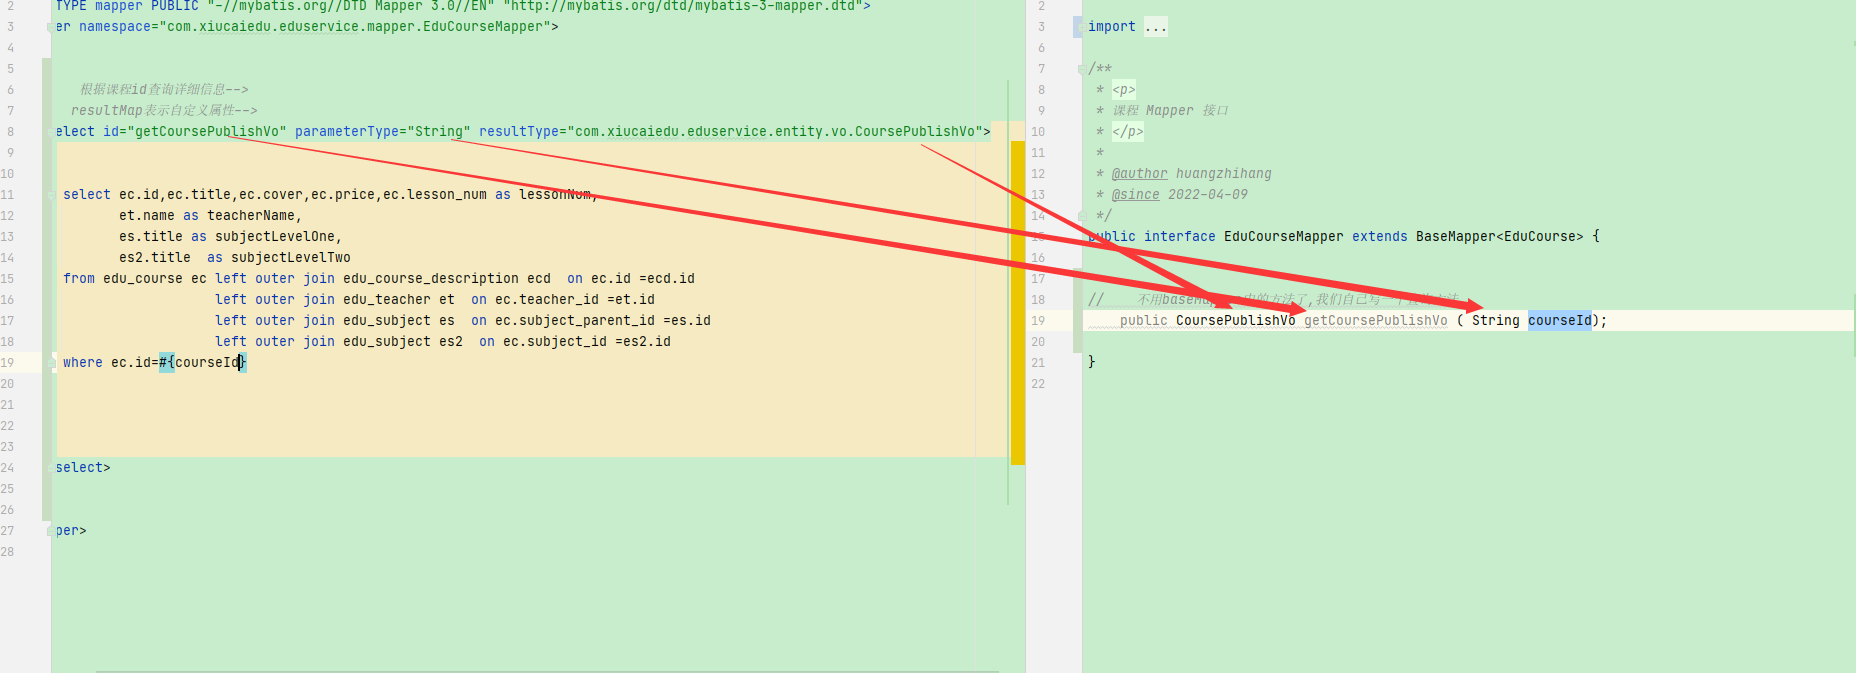 2
TYPE mapper PUBLIC "-//mybatis.org//DTD Mapper 3.0//EN" "http://mybatis.org/dtd/mybatis-3-mapper.dtd">
3
er namespace="com.xiucaiedu.eduservice.mapper.EduCourseMapper">
4
5
6
根据课程id查询详细信息-->
7
resultMap表示自定义属性-->
8
elect id="getCoursePublishVo" parameterType="String" resultType="com.xiucaiedu.eduservice.entity.vo.CoursePublishVo">
9
10
11
select ec.id,ec.title,ec.cover,ec.price,ec.lesson_num as lessonNum,
12
et.name as teacherName,
13
es.title as subjectLevelOne,
14
es2.title  as subjectLevelTwo
15
from edu_course ec left outer join edu_course_description ecd  on ec.id =ecd.id
16
left outer join edu_teacher et  on ec.teacher_id =et.id
17
left outer join edu_subject es  on ec.subject_parent_id =es.id
18
left outer join edu_subject es2  on ec.subject_id =es2.id
19
where ec.id=#{courseId}
20
21
22
23
24
select>
25
26
27
per>
28
2
3
import ...
6
7
/**
8
* <p>
9
* 课程 Mapper 接口
10
* </p>
11
*
12
* @author huangzhihang
13
* @since 2022-04-09
14
*/
15
public interface EduCourseMapper extends BaseMapper<EduCourse> {
16
17
18
//    不用baseMapper中的方法了,我们自己写一个
19
public CoursePublishVo getCoursePublishVo ( String courseId);
20
21
}
22